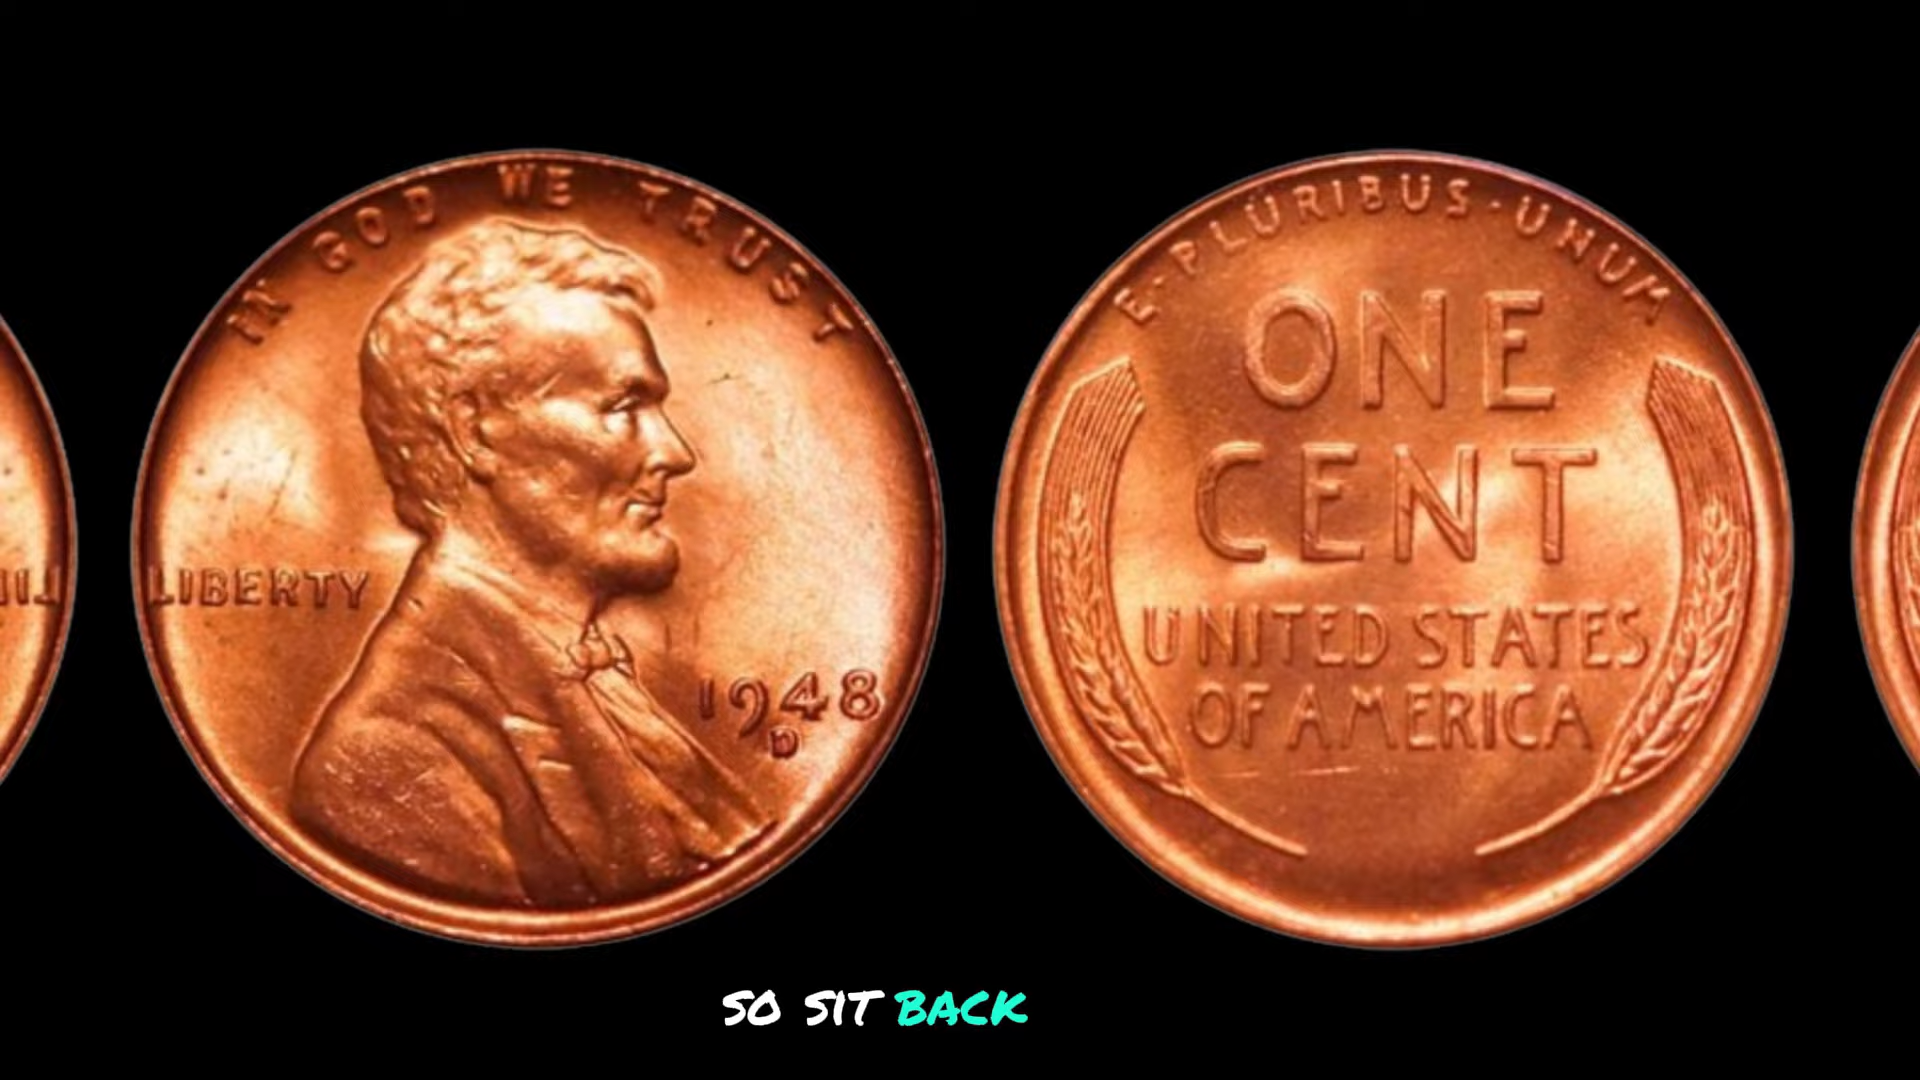 IN GOD WE TRUST
LIBERTY
1948
D
E·PLURIBUS·UNUM
ONE
CENT
UNITED STATES
OF AMERICA
SO SIT BACK